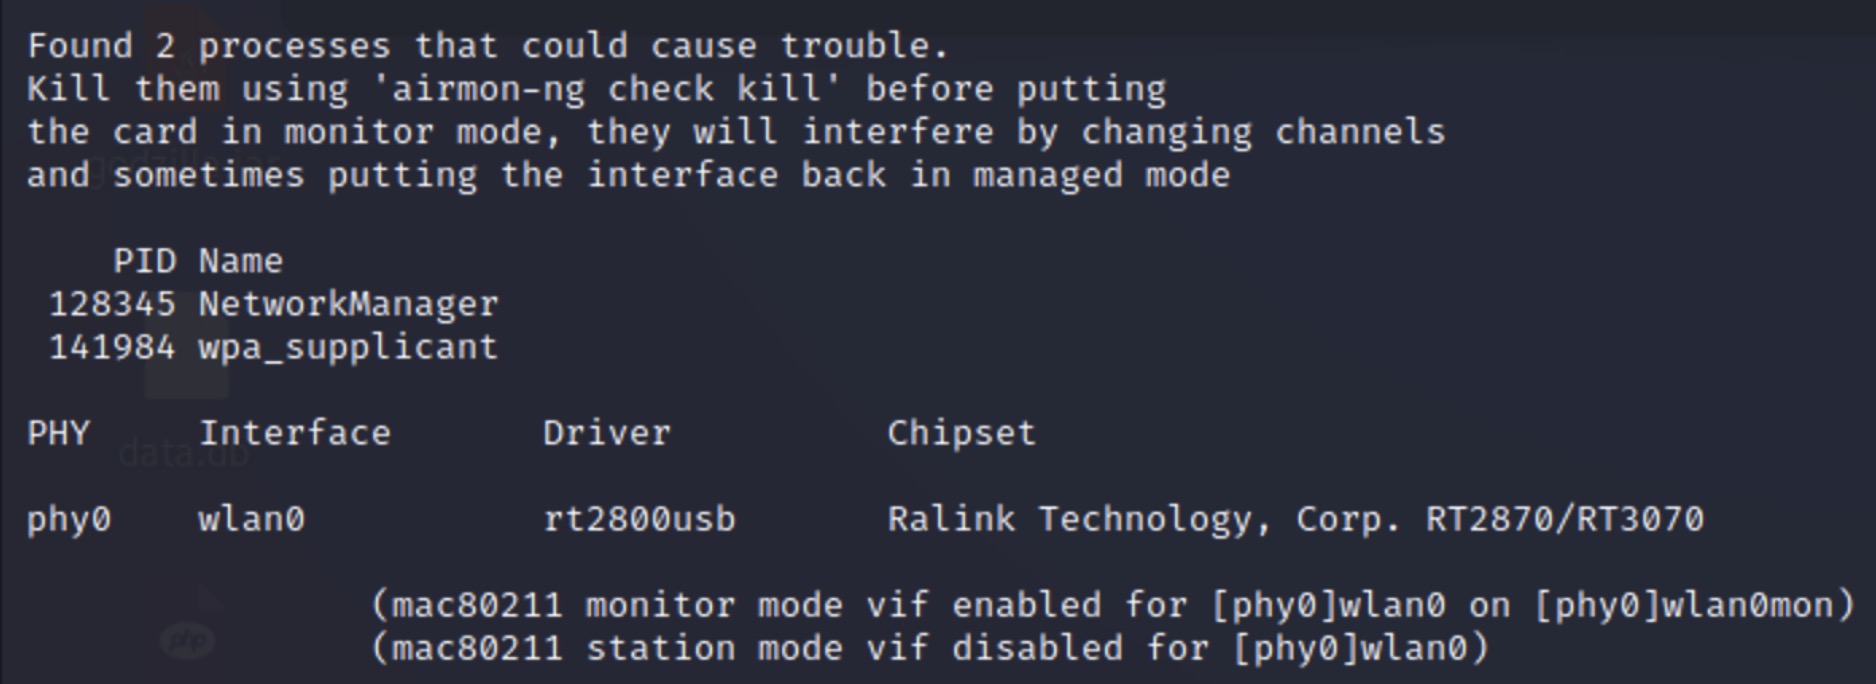 Found 2 processes that could cause trouble.
Kill them using 'airmon-ng check kill' before putting
the card in monitor mode, they will interfere by changing channels
and sometimes putting the interface back in managed mode
PID Name
128345 NetworkManager
141984 wpa_supplicant
PHY Interface Driver Chipset
data.db
phy0 wlan0 rt2800usb Ralink Technology, Corp. RT2870/RT3070
(mac80211 monitor mode vif enabled for [phy0]wlan0 on [phy0]wlan0mon)
php
(mac80211 station mode vif disabled for [phy0]wlan0)